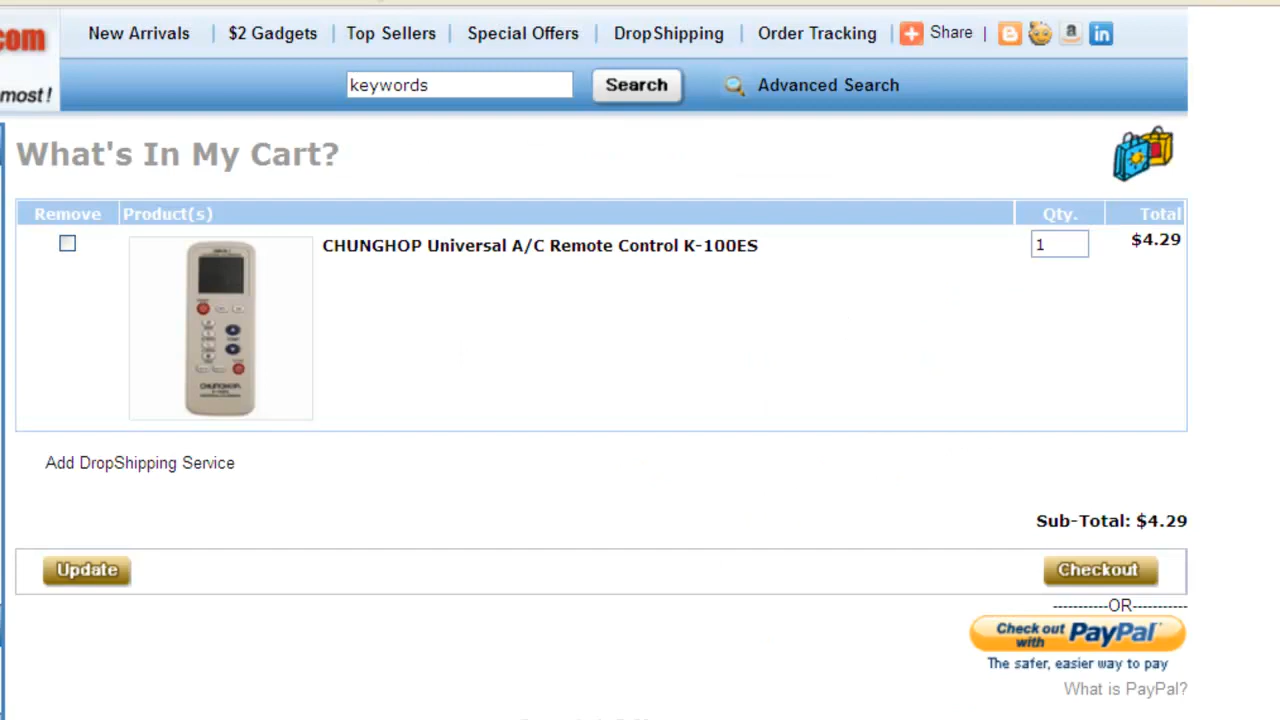 com
New Arrivals | $2 Gadgets | Top Sellers | Special Offers | DropShipping | Order Tracking | Share |
most!
keywords
Search
Advanced Search
What's In My Cart?
Remove Product(s) Qty. Total
CHUNGHOP Universal A/C Remote Control K-100ES 1 $4.29
CHUNGHOP
Add DropShipping Service
Sub-Total: $4.29
Update
Checkout
-----------OR-----------
Check out with PayPal
The safer, easier way to pay
What is PayPal?